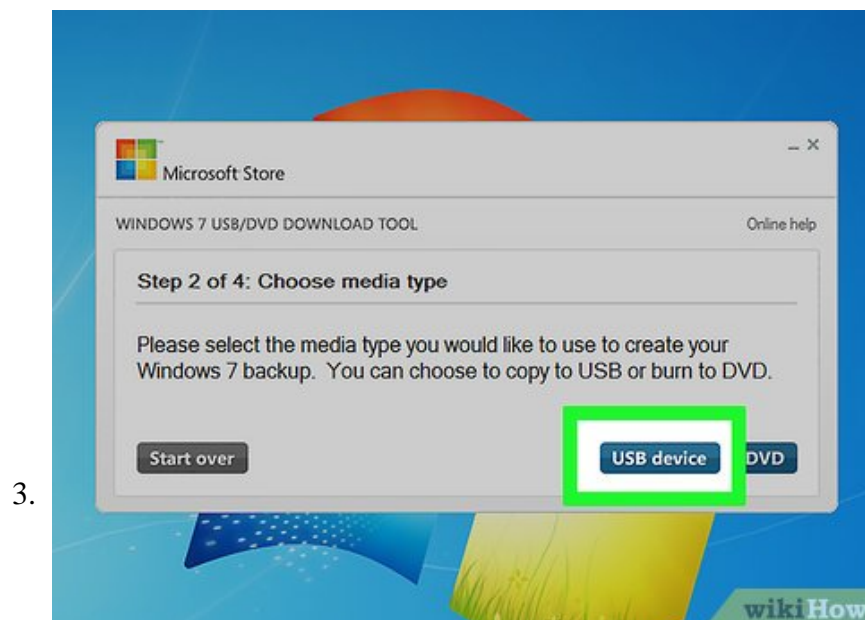 Microsoft Store
WINDOWS 7 USB/DVD DOWNLOAD TOOL
Online help
Step 2 of 4: Choose media type
Please select the media type you would like to use to create your
Windows 7 backup. You can choose to copy to USB or burn to DVD.
Start over
USB device
DVD
3.
wikiHow